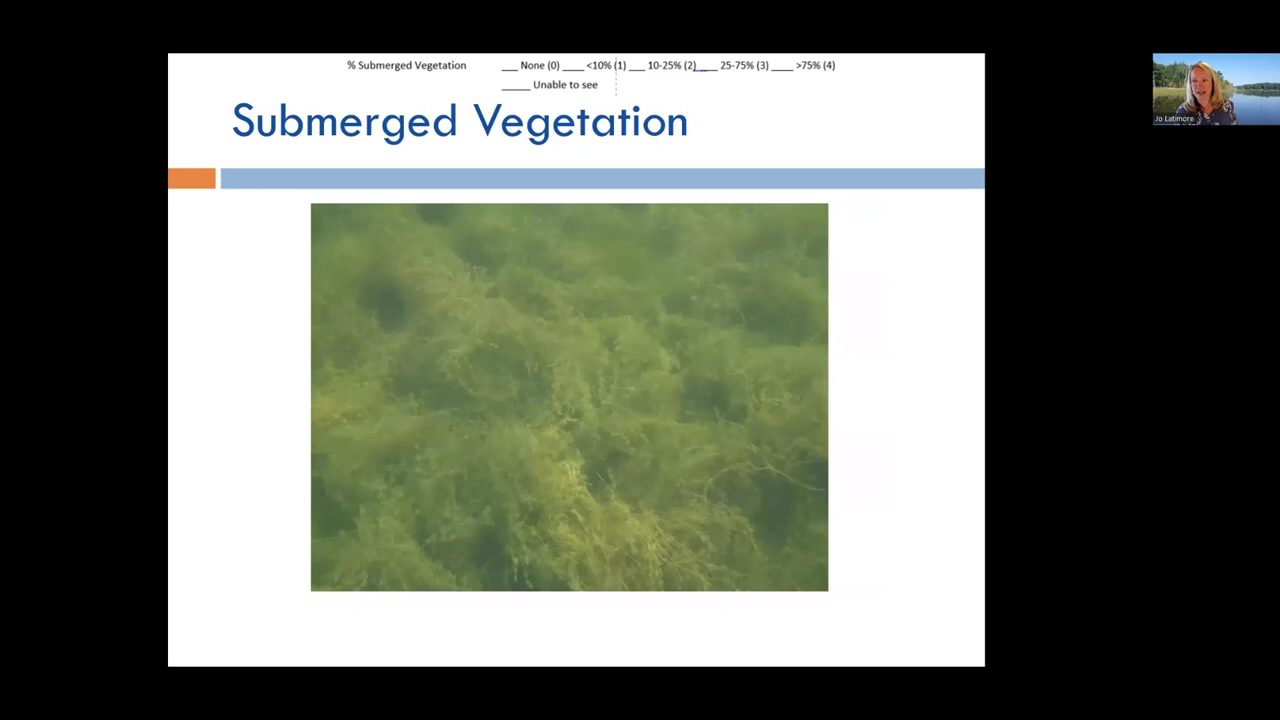 % Submerged Vegetation ___ None (0) ____ <10% (1) ___ 10-25% (2)_____ 25-75% (3) ____ >75% (4)
_____ Unable to see
Submerged Vegetation
Jo Latimore